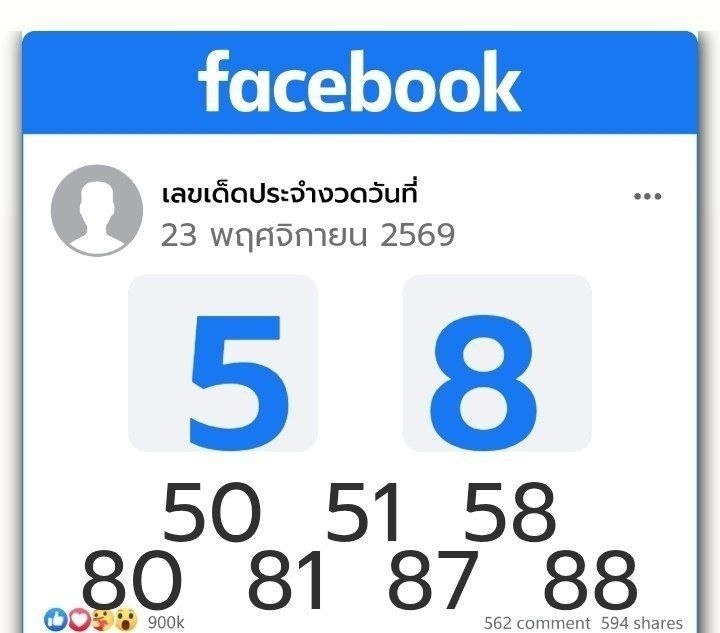 facebook
เลขเด็ดประจำงวดวันที่
23 พฤศจิกายน 2569
5 8
50 51 58
80 81 87 88
900k 562 comment 594 shares